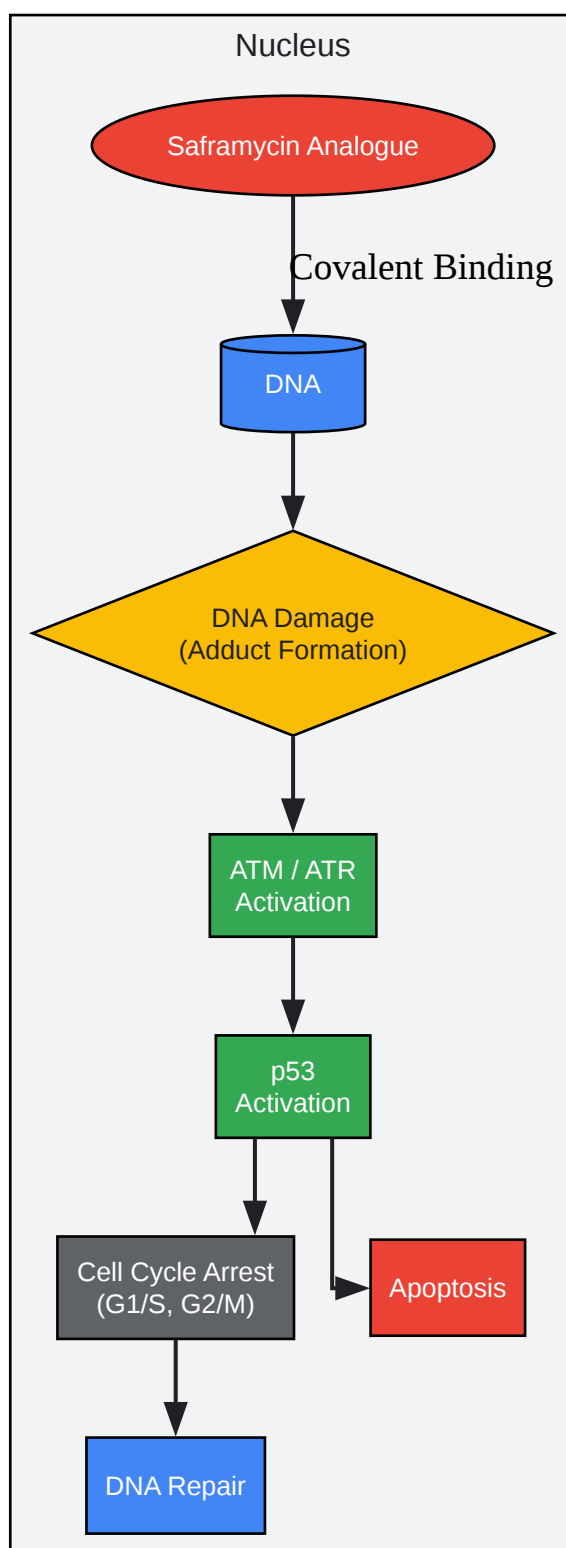 Nucleus
Saframycin Analogue
Covalent Binding
DNA
DNA Damage
(Adduct Formation)
ATM / ATR
Activation
p53
Activation
Cell Cycle Arrest
(G1/S, G2/M)
Apoptosis
DNA Repair